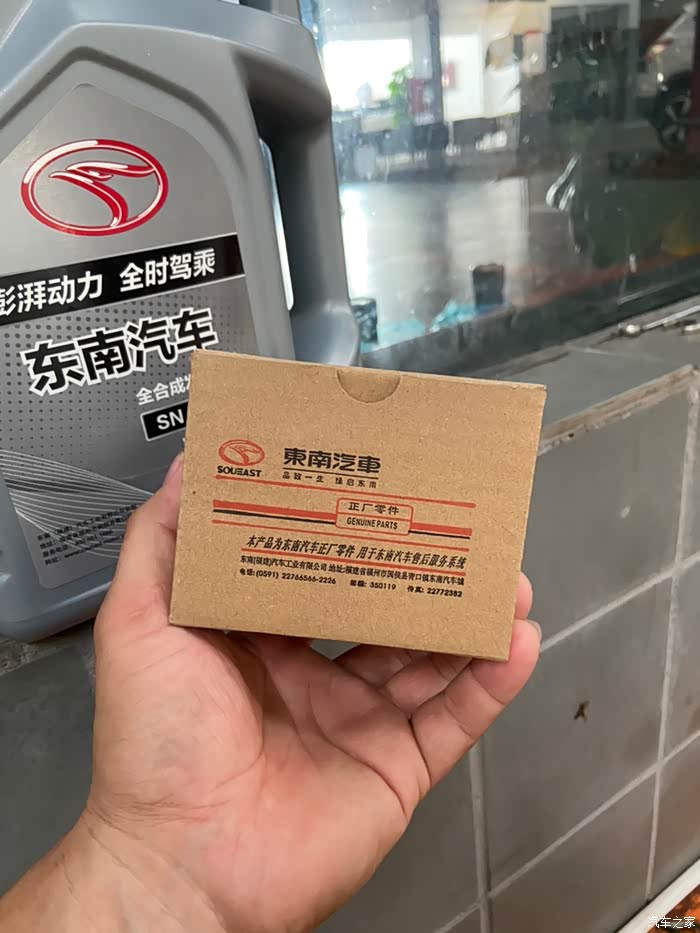 彭湃动力 全时驾乘
东南汽车
全合成
SN
SOUEAST
東南汽車
品致一生 缘启东南
正厂零件
GENUINE PARTS
本产品为东南汽车正厂零件 用于东南汽车售后服务系统
东南(福建)汽车工业有限公司 地址:福建省福州市闽侯县青口镇东南汽车城
电话:(0591) 22766566-2226 邮编: 350119 传真: 22772382
汽车之家